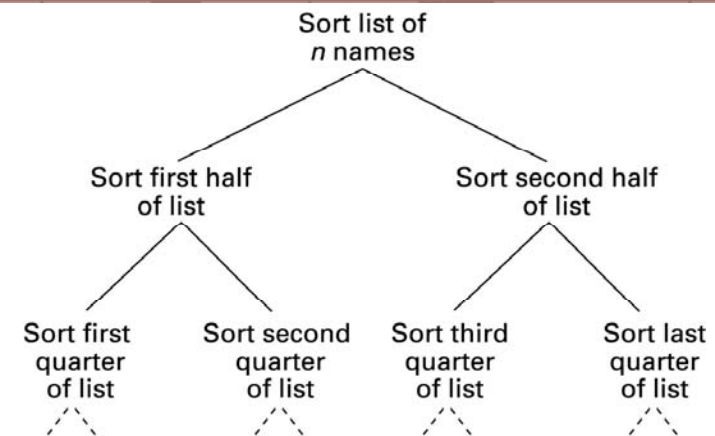 Sort list of
n names
Sort first half
of list
Sort second half
of list
Sort first
quarter
of list
Sort second
quarter
of list
Sort third
quarter
of list
Sort last
quarter
of list